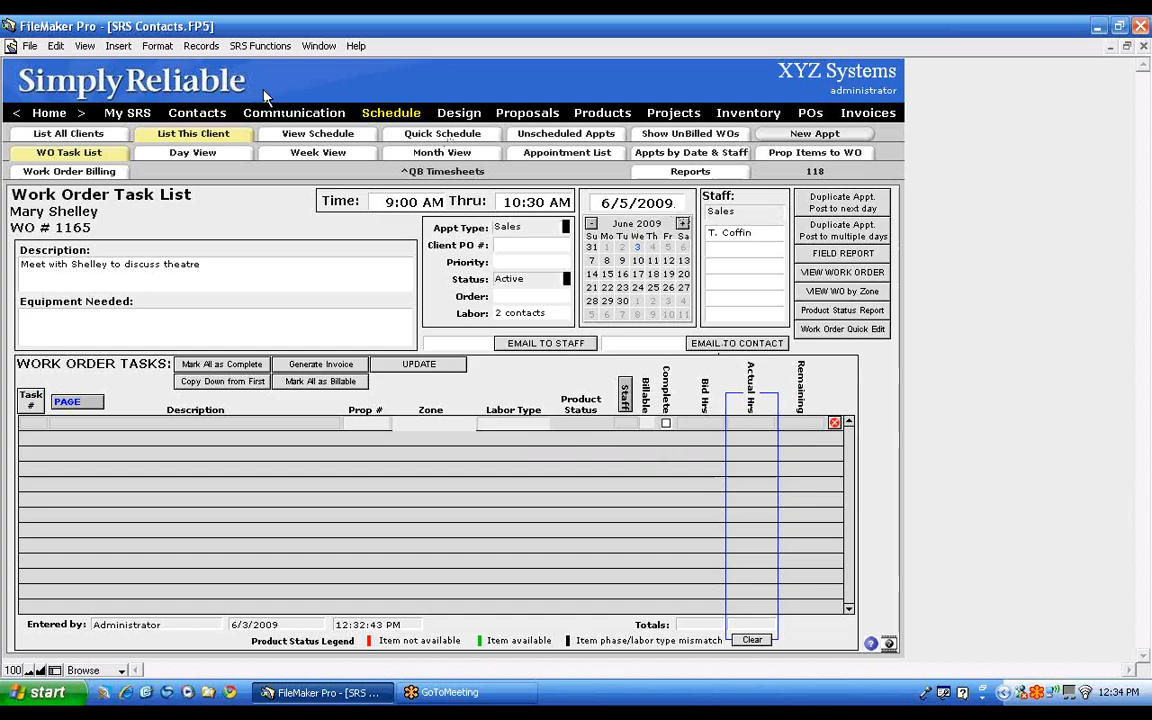 FileMaker Pro - [SRS Contacts.FP5]
File Edit View Insert Format Records SRS Functions Window Help
SimplyReliable
XYZ Systems
administrator
< Home > My SRS Contacts Communication Schedule Design Proposals Products Projects Inventory POs Invoices
List All Clients List This Client View Schedule Quick Schedule Unscheduled Appts Show UnBilled WOs New Appt
WO Task List Day View Week View Month View Appointment List Appts by Date & Staff Prop Items to WO
Work Order Billing ^QB Timesheets Reports 118
Work Order Task List
Mary Shelley
WO # 1165
Time: 9:00 AM Thru: 10:30 AM
6/5/2009
Staff:
Sales
T. Coffin
Duplicate Appt.
Post to next day
Duplicate Appt.
Post to multiple days
FIELD REPORT
VIEW WORK ORDER
VIEW WO by Zone
Product Status Report
Work Order Quick Edit
Description:
Meet with Shelley to discuss theatre
Equipment Needed:
Appt Type: Sales
Client PO #:
Priority:
Status: Active
Order:
Labor: 2 contacts
- June 2009 +
Su Mo Tu We Th Fr Sa
31 1 2 3 4 5 6
7 8 9 10 11 12 13
14 15 16 17 18 19 20
21 22 23 24 25 26 27
28 29 30 1 2 3 4
5 6 7 8 9 10 11
EMAIL TO STAFF EMAIL TO CONTACT
WORK ORDER TASKS: Mark All as Complete Generate Invoice UPDATE
Copy Down from First Mark All as Billable
Task # PAGE Description Prop # Zone Labor Type Product Status Staff Billable Complete Bid Hrs Actual Hrs Remaining
Entered by: Administrator 6/3/2009 12:32:43 PM Totals:
Product Status Legend Item not available Item available Item phase/labor type mismatch Clear
100 Browse
start FileMaker Pro - [SRS ... GoToMeeting 12:34 PM